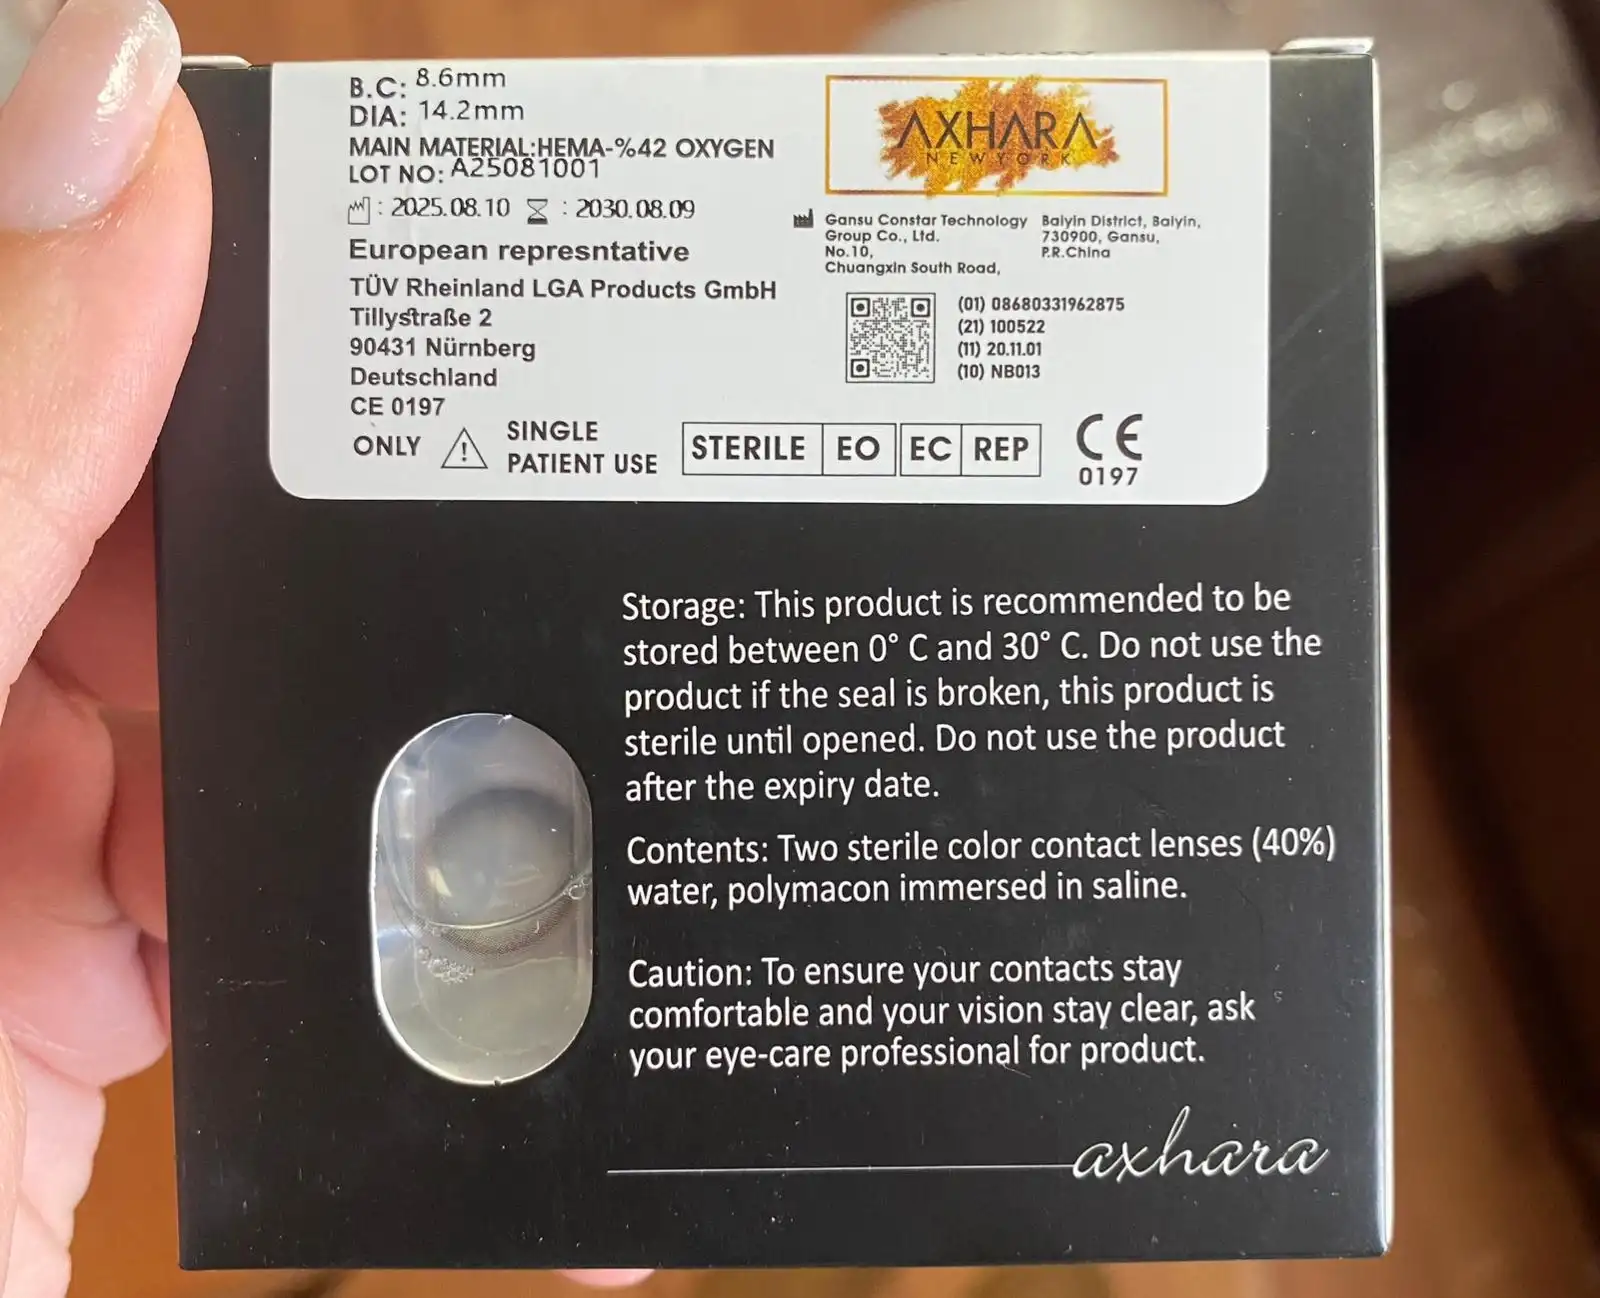 B.C: 8.6mm
DIA: 14.2mm
MAIN MATERIAL:HEMA-%42 OXYGEN
LOT NO: A25081001
: 2025.08.10 : 2030.08.09
European represntative
TÜV Rheinland LGA Products GmbH
Tillystraße 2
90431 Nürnberg
Deutschland
CE 0197
ONLY
SINGLE
PATIENT USE
STERILE EO
EC REP
CE
0197
AXHARA
NEWYORK
Gansu Constar Technology
Group Co., Ltd.
No.10,
Chuangxin South Road,
Baiyin District, Baiyin,
730900, Gansu,
P.R.China
(01) 08680331962875
(21) 100522
(11) 20.11.01
(10) NB013
Storage: This product is recommended to be
stored between 0° C and 30° C. Do not use the
product if the seal is broken, this product is
sterile until opened. Do not use the product
after the expiry date.
Contents: Two sterile color contact lenses (40%)
water, polymacon immersed in saline.
Caution: To ensure your contacts stay
comfortable and your vision stay clear, ask
your eye-care professional for product.
axhara